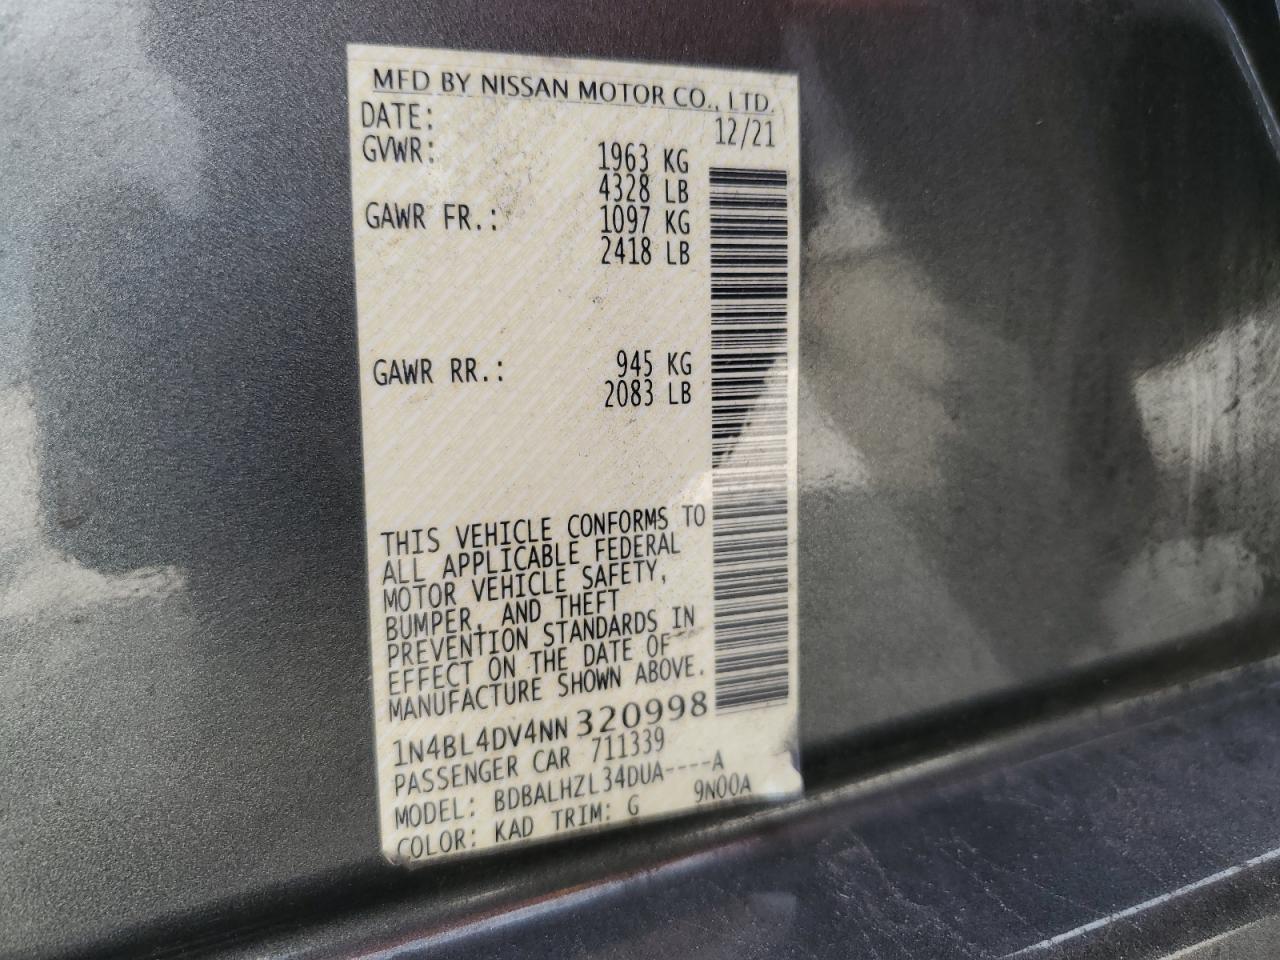 MFD BY NISSAN MOTOR CO., LTD.
DATE: 12/21
GVWR: 1963 KG
4328 LB
GAWR FR.: 1097 KG
2418 LB
GAWR RR.: 945 KG
2083 LB
THIS VEHICLE CONFORMS TO
ALL APPLICABLE FEDERAL
MOTOR VEHICLE SAFETY,
BUMPER, AND THEFT
PREVENTION STANDARDS IN
EFFECT ON THE DATE OF
MANUFACTURE SHOWN ABOVE.
1N4BL4DV4NN320998
PASSENGER CAR 711339
MODEL: BDBALHZL34DUA----A
COLOR: KAD TRIM: G 9N00A